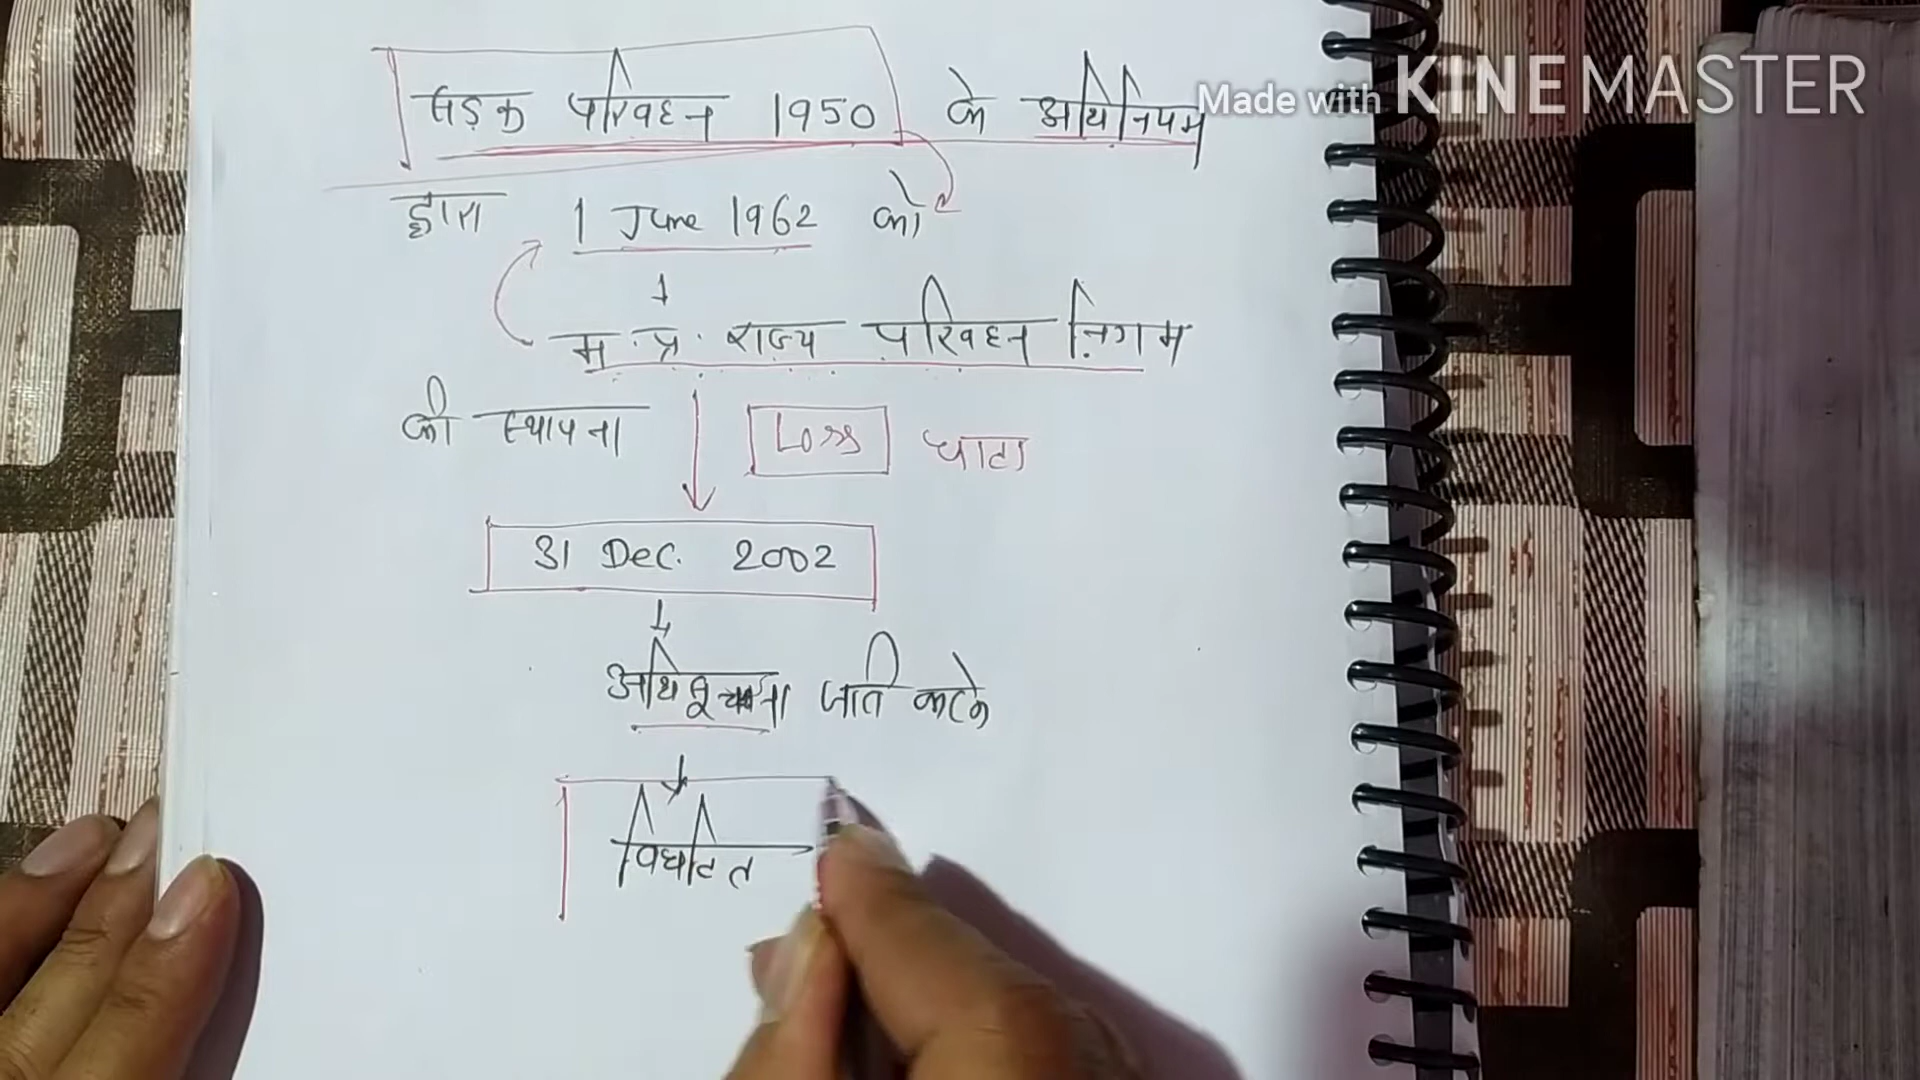 सड़क परिवहन 1950 के अधिनियम
Made with KINEMASTER
द्वारा 1 June 1962 को
म.प्र. राज्य परिवहन निगम
की स्थापना Loss घाटा
31 Dec. 2002
अधिसूचना जारी करके
विघटित